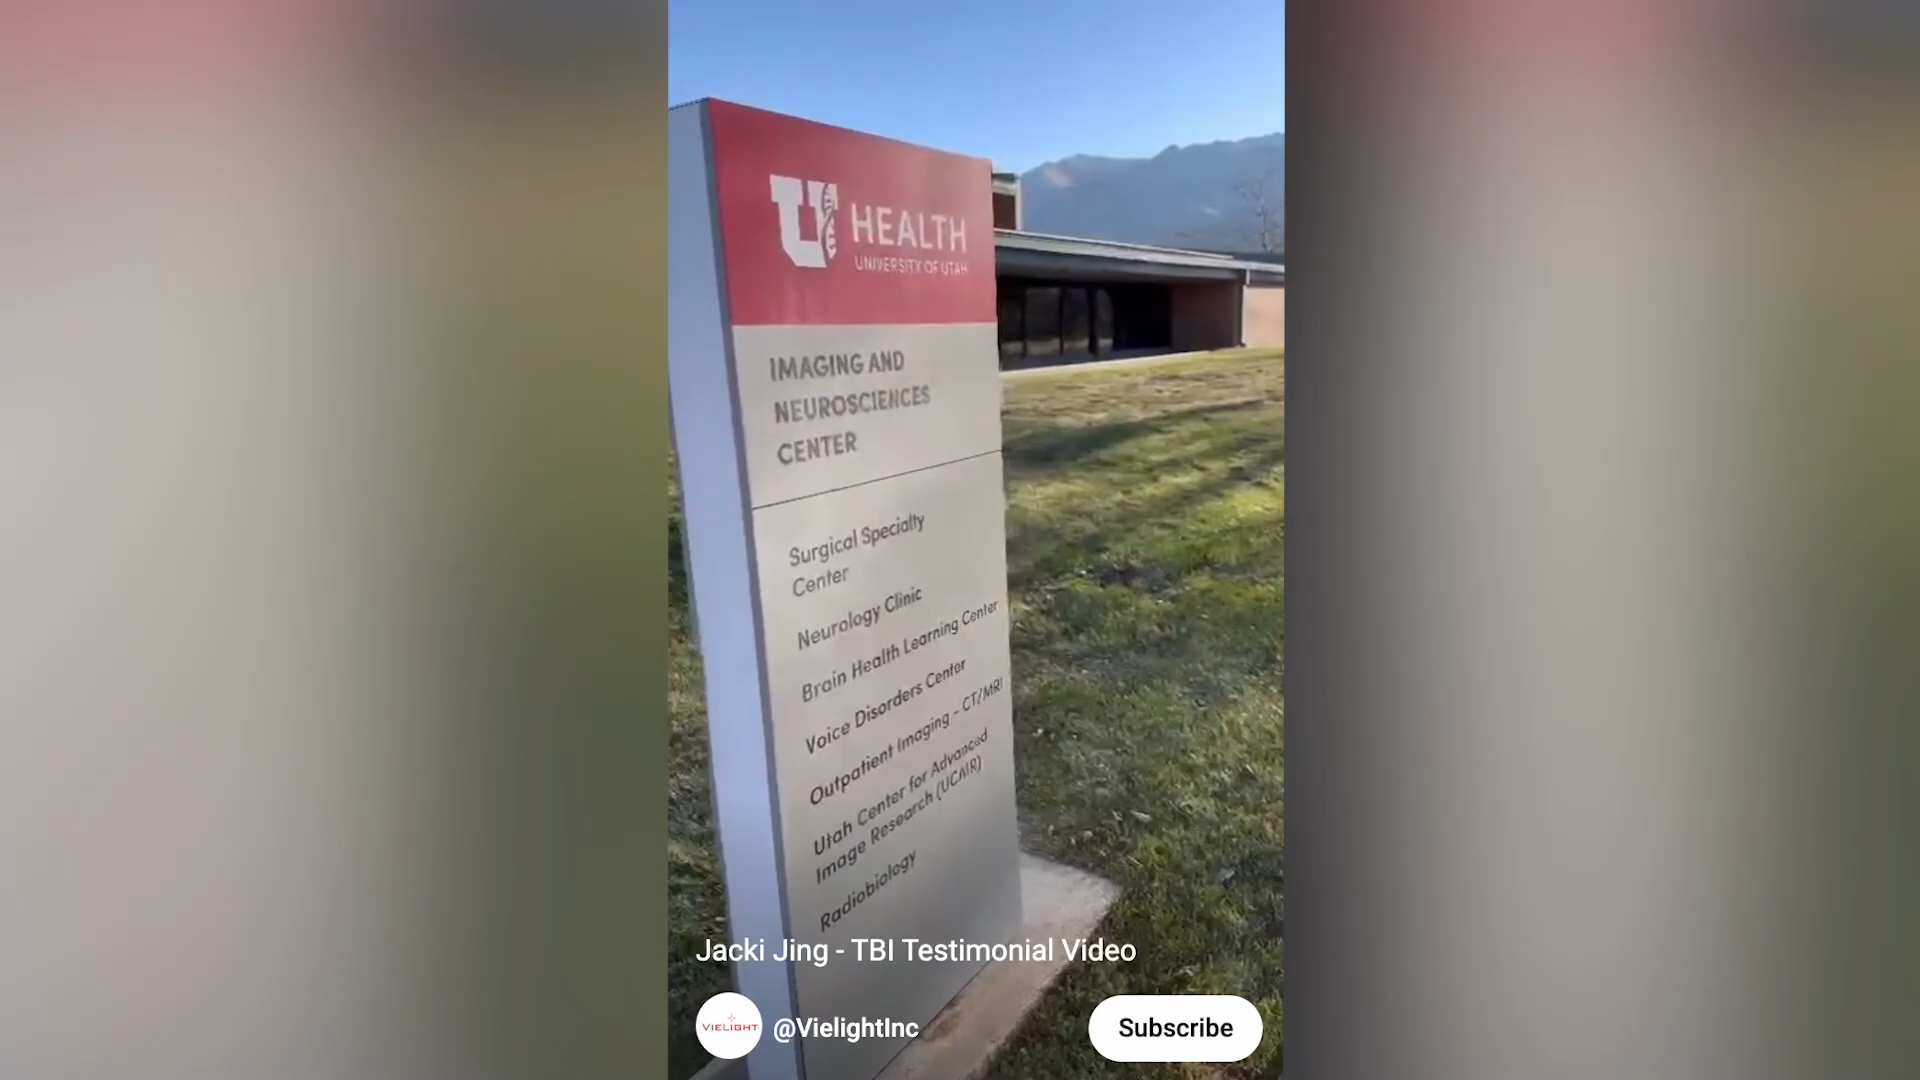 U HEALTH
UNIVERSITY OF UTAH
IMAGING AND
NEUROSCIENCES
CENTER
Surgical Specialty
Center
Neurology Clinic
Brain Health Learning Center
Voice Disorders Center
Outpatient Imaging - CT/MRI
Utah Center for Advanced
Image Research (UCAIR)
Radiobiology
Jacki Jing - TBI Testimonial Video
VIELIGHT
@VielightInc
Subscribe